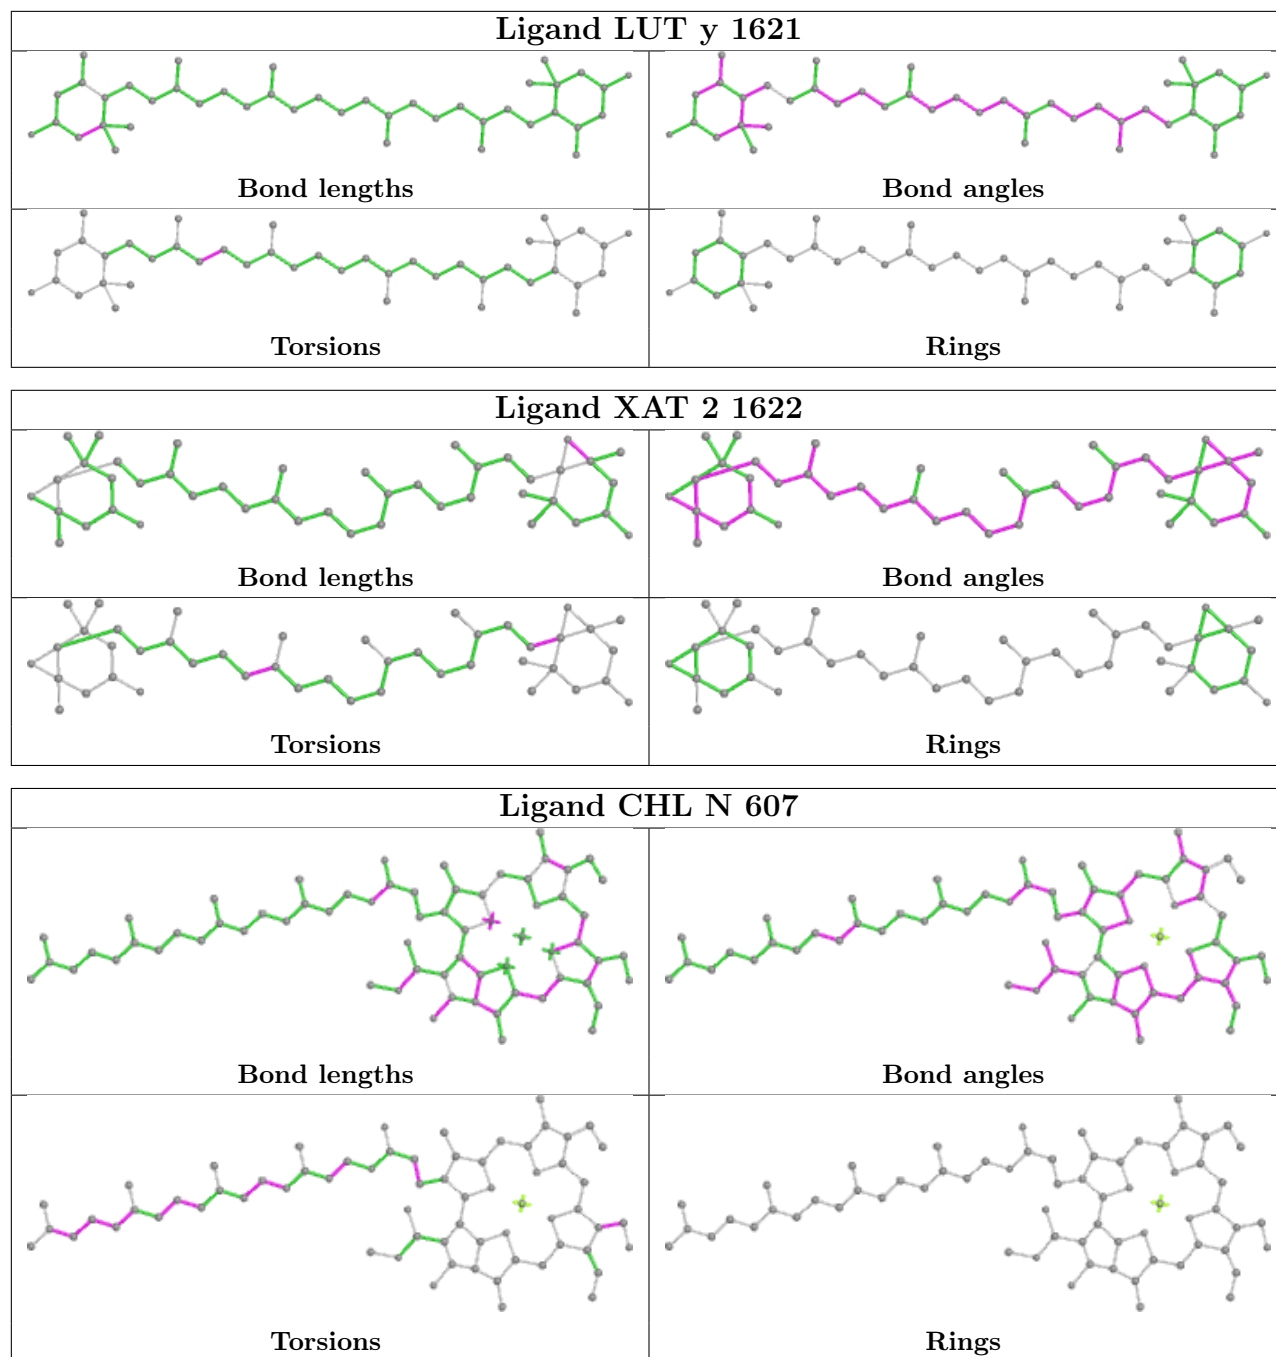 Ligand LUT y 1621
Bond lengths
Bond angles
Torsions
Rings
Ligand XAT 2 1622
Bond lengths
Bond angles
Torsions
Rings
Ligand CHL N 607
Bond lengths
Bond angles
Torsions
Rings